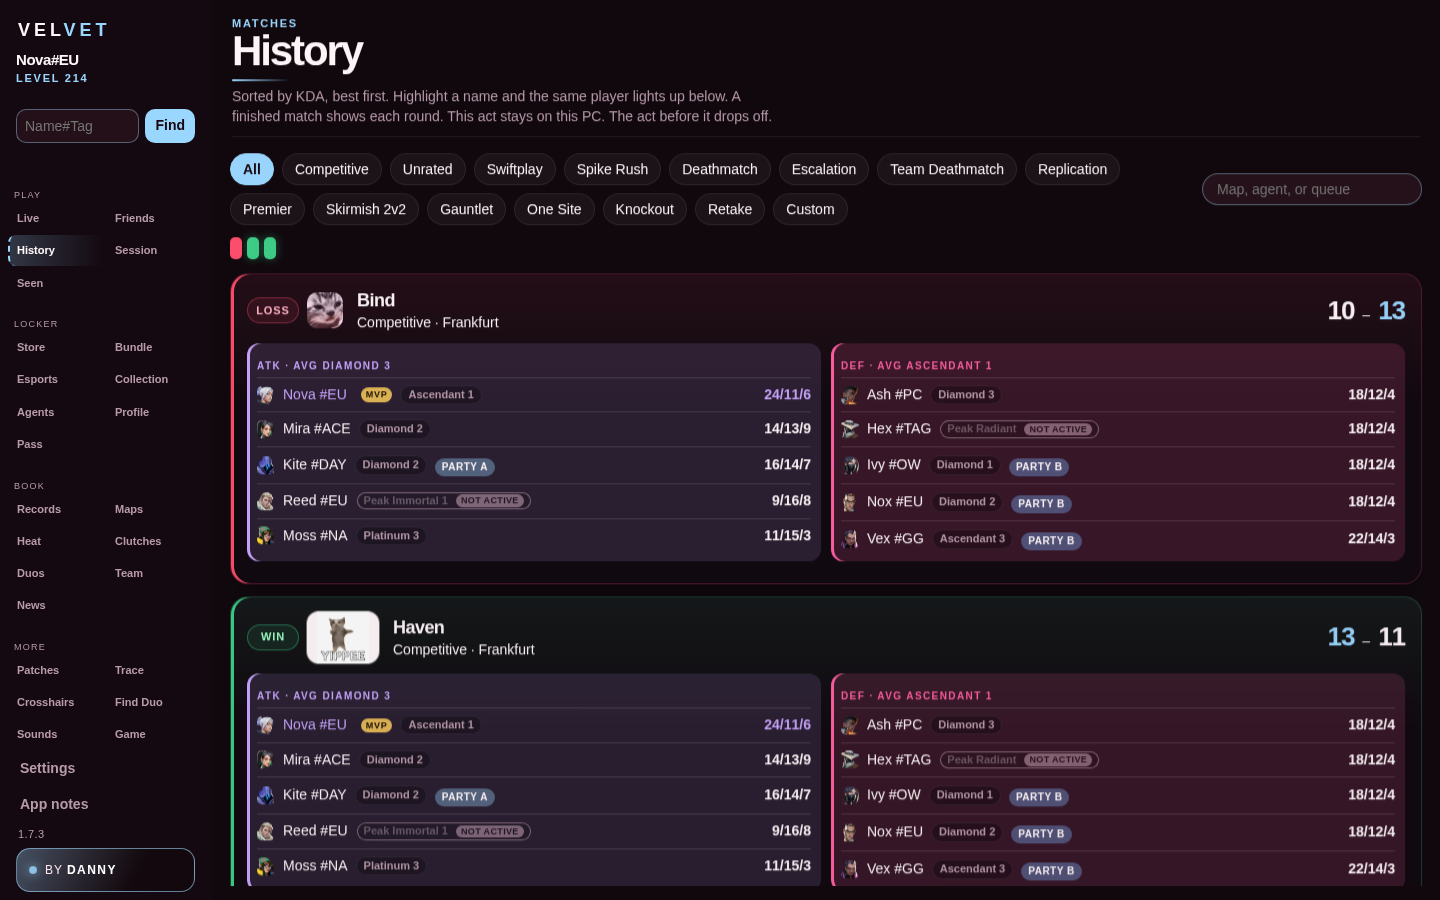 VELVET
Nova#EU
LEVEL 214
Name#Tag
Find
PLAY
Live
Friends
History
Session
Seen
LOCKER
Store
Bundle
Esports
Collection
Agents
Profile
Pass
BOOK
Records
Maps
Heat
Clutches
Duos
Team
News
MORE
Patches
Trace
Crosshairs
Find Duo
Sounds
Game
Settings
App notes
1.7.3
BY DANNY
MATCHES
History
Sorted by KDA, best first. Highlight a name and the same player lights up below. A
finished match shows each round. This act stays on this PC. The act before it drops off.
All
Competitive
Unrated
Swiftplay
Spike Rush
Deathmatch
Escalation
Team Deathmatch
Replication
Premier
Skirmish 2v2
Gauntlet
One Site
Knockout
Retake
Custom
Map, agent, or queue
LOSS
Bind
Competitive · Frankfurt
10 – 13
ATK · AVG DIAMOND 3
Nova #EU MVP Ascendant 1 24/11/6
Mira #ACE Diamond 2 14/13/9
Kite #DAY Diamond 2 PARTY A 16/14/7
Reed #EU Peak Immortal 1 NOT ACTIVE 9/16/8
Moss #NA Platinum 3 11/15/3
DEF · AVG ASCENDANT 1
Ash #PC Diamond 3 18/12/4
Hex #TAG Peak Radiant NOT ACTIVE 18/12/4
Ivy #OW Diamond 1 PARTY B 18/12/4
Nox #EU Diamond 2 PARTY B 18/12/4
Vex #GG Ascendant 3 PARTY B 22/14/3
WIN
YIPPEE
Haven
Competitive · Frankfurt
13 – 11
ATK · AVG DIAMOND 3
Nova #EU MVP Ascendant 1 24/11/6
Mira #ACE Diamond 2 14/13/9
Kite #DAY Diamond 2 PARTY A 16/14/7
Reed #EU Peak Immortal 1 NOT ACTIVE 9/16/8
Moss #NA Platinum 3 11/15/3
DEF · AVG ASCENDANT 1
Ash #PC Diamond 3 18/12/4
Hex #TAG Peak Radiant NOT ACTIVE 18/12/4
Ivy #OW Diamond 1 PARTY B 18/12/4
Nox #EU Diamond 2 PARTY B 18/12/4
Vex #GG Ascendant 3 PARTY B 22/14/3